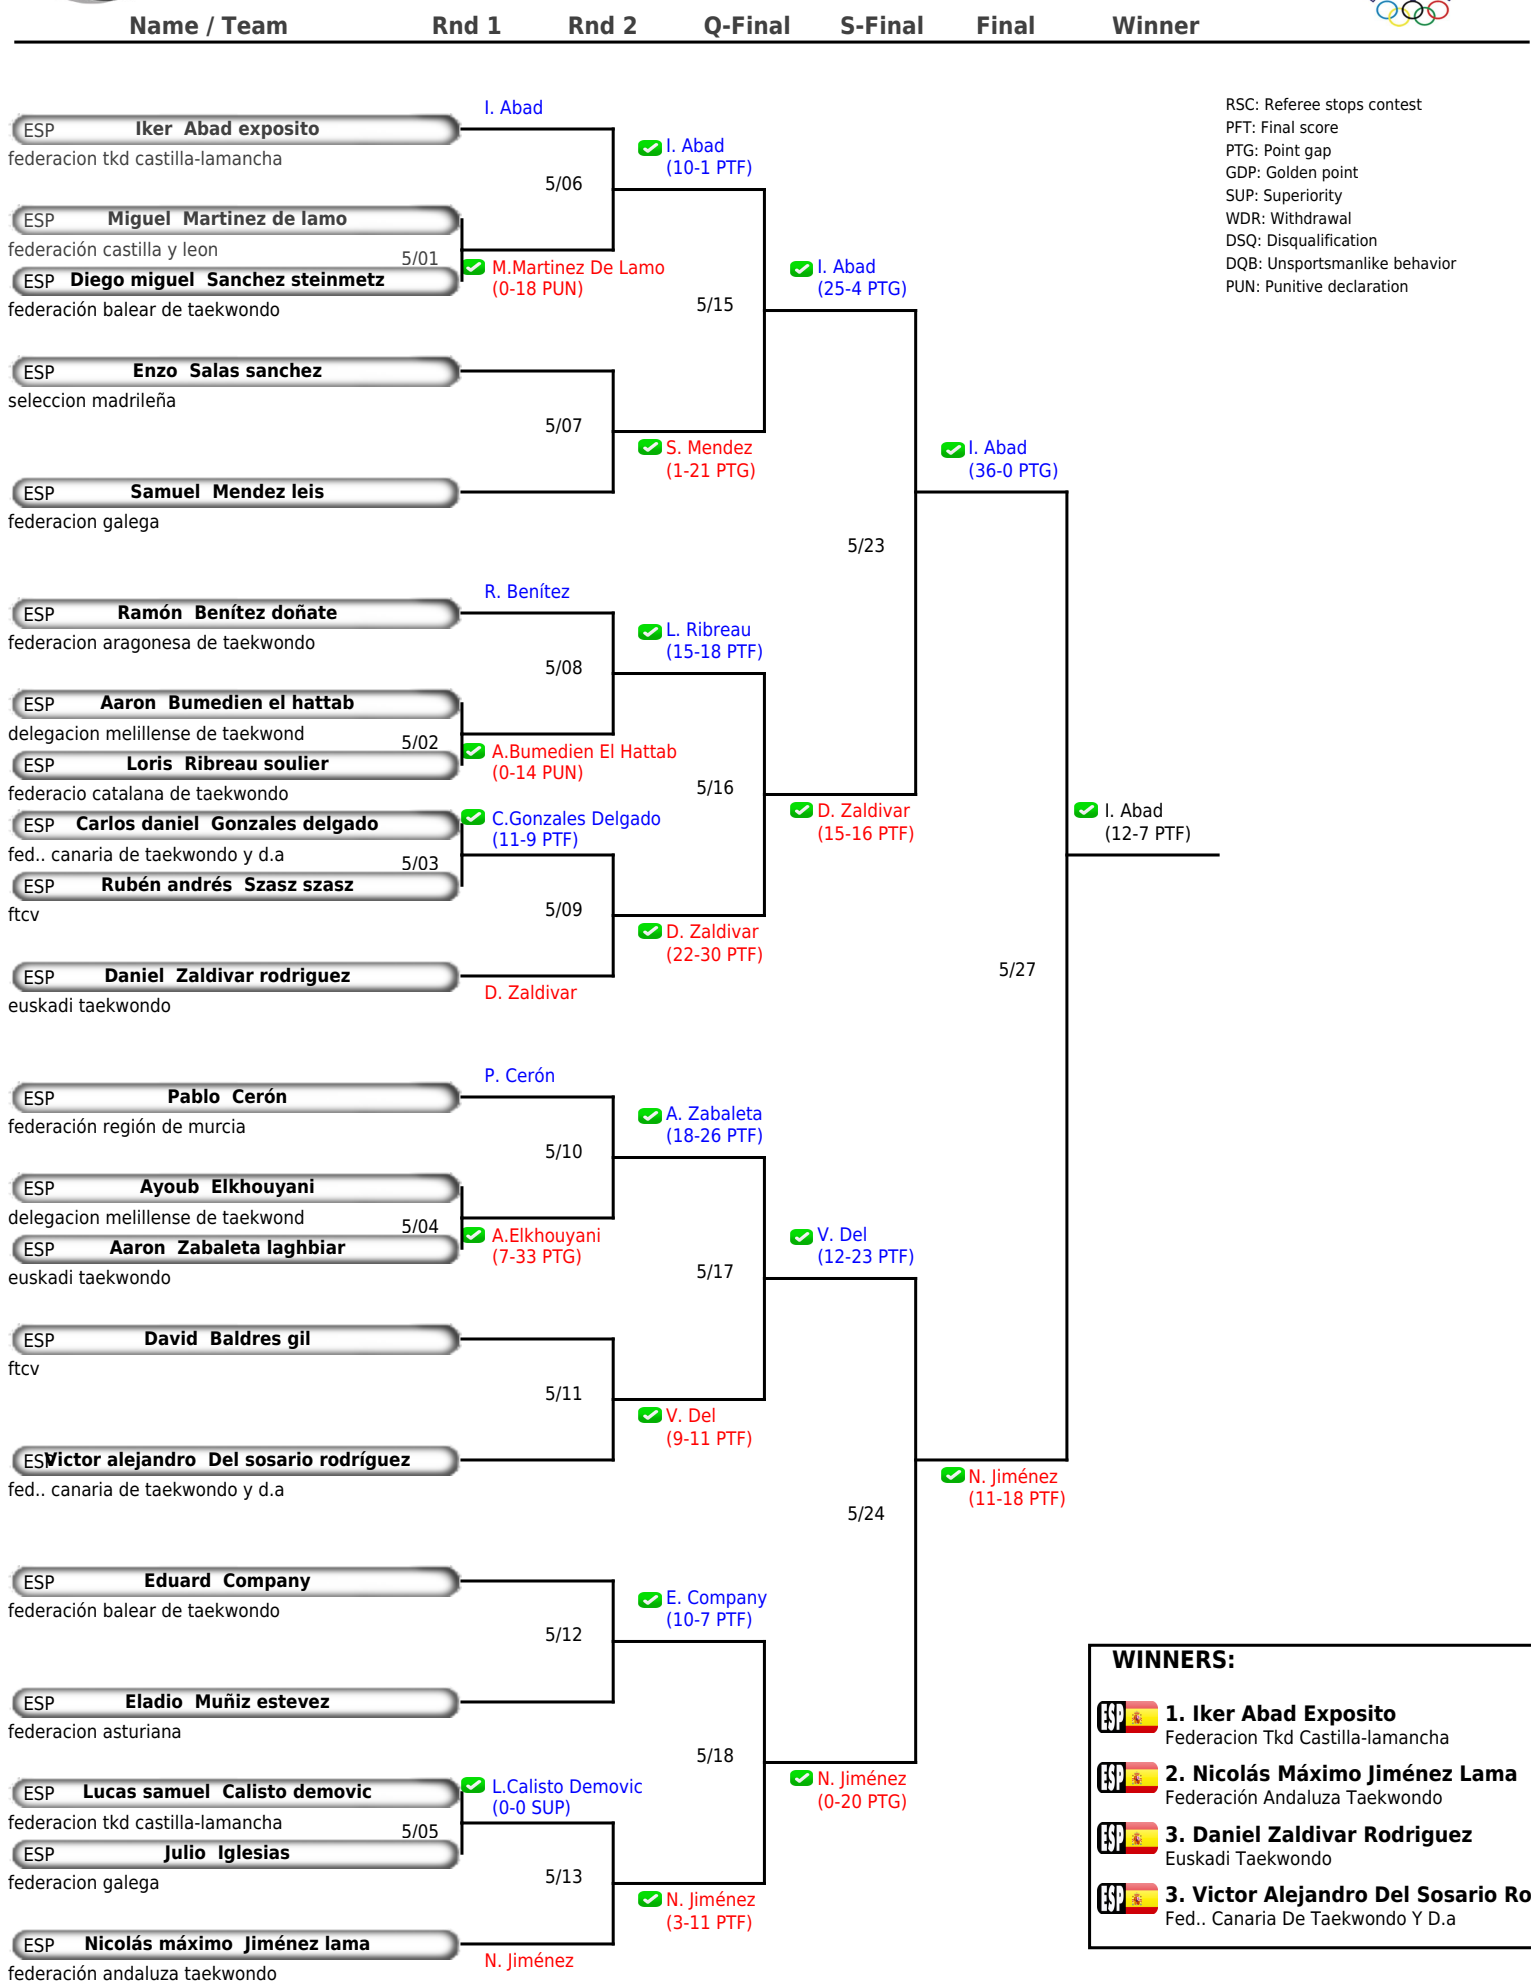 Name / Team Rnd 1 Rnd 2 Q-Final S-Final Final Winner
RSC: Referee stops contest
PFT: Final score
PTG: Point gap
GDP: Golden point
SUP: Superiority
WDR: Withdrawal
DSQ: Disqualification
DQB: Unsportsmanlike behavior
PUN: Punitive declaration
I. Abad
ESP Iker Abad exposito
federacion tkd castilla-lamancha
I. Abad
(10-1 PTF)
5/06
ESP Miguel Martinez de lamo
federación castilla y leon
5/01
M.Martinez De Lamo
(0-18 PUN)
ESP Diego miguel Sanchez steinmetz
federación balear de taekwondo
I. Abad
(25-4 PTG)
5/15
ESP Enzo Salas sanchez
seleccion madrileña
5/07
S. Mendez
(1-21 PTG)
I. Abad
(36-0 PTG)
ESP Samuel Mendez leis
federacion galega
5/23
R. Benítez
ESP Ramón Benítez doñate
federacion aragonesa de taekwondo
L. Ribreau
(15-18 PTF)
5/08
ESP Aaron Bumedien el hattab
delegacion melillense de taekwond
5/02
A.Bumedien El Hattab
(0-14 PUN)
ESP Loris Ribreau soulier
federacio catalana de taekwondo
5/16
D. Zaldivar
(15-16 PTF)
I. Abad
(12-7 PTF)
ESP Carlos daniel Gonzales delgado
fed.. canaria de taekwondo y d.a
C.Gonzales Delgado
(11-9 PTF)
5/03
ESP Rubén andrés Szasz szasz
ftcv
5/09
D. Zaldivar
(22-30 PTF)
ESP Daniel Zaldivar rodriguez
euskadi taekwondo
D. Zaldivar
5/27
P. Cerón
ESP Pablo Cerón
federación región de murcia
A. Zabaleta
(18-26 PTF)
5/10
ESP Ayoub Elkhouyani
delegacion melillense de taekwond
5/04
A.Elkhouyani
(7-33 PTG)
ESP Aaron Zabaleta laghbiar
euskadi taekwondo
V. Del
(12-23 PTF)
5/17
ESP David Baldres gil
ftcv
5/11
V. Del
(9-11 PTF)
ESP Victor alejandro Del sosario rodríguez
fed.. canaria de taekwondo y d.a
N. Jiménez
(11-18 PTF)
5/24
ESP Eduard Company
federación balear de taekwondo
E. Company
(10-7 PTF)
5/12
ESP Eladio Muñiz estevez
federacion asturiana
5/18
N. Jiménez
(0-20 PTG)
ESP Lucas samuel Calisto demovic
federacion tkd castilla-lamancha
L.Calisto Demovic
(0-0 SUP)
5/05
ESP Julio Iglesias
federacion galega
5/13
N. Jiménez
(3-11 PTF)
ESP Nicolás máximo Jiménez lama
federación andaluza taekwondo
N. Jiménez
WINNERS:
ESP 1. Iker Abad Exposito
Federacion Tkd Castilla-lamancha
ESP 2. Nicolás Máximo Jiménez Lama
Federación Andaluza Taekwondo
ESP 3. Daniel Zaldivar Rodriguez
Euskadi Taekwondo
ESP 3. Victor Alejandro Del Sosario Ro
Fed.. Canaria De Taekwondo Y D.a